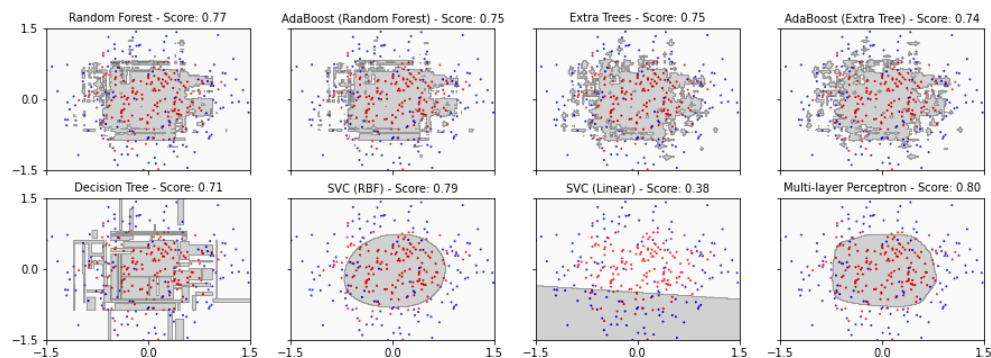 Random Forest - Score: 0.77
AdaBoost (Random Forest) - Score: 0.75
Extra Trees - Score: 0.75
AdaBoost (Extra Tree) - Score: 0.74
1.5
0.0
−1.5
Decision Tree - Score: 0.71
SVC (RBF) - Score: 0.79
SVC (Linear) - Score: 0.38
Multi-layer Perceptron - Score: 0.80
1.5
0.0
−1.5
−1.5 0.0 1.5
−1.5 0.0 1.5
−1.5 0.0 1.5
−1.5 0.0 1.5